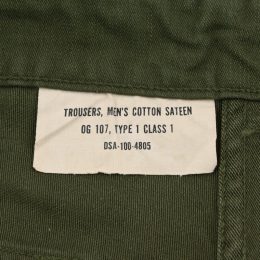 TROUSERS, MEN'S COTTON SATEEN
OG 107, TYPE 1 CLASS 1
DSA-100-4805